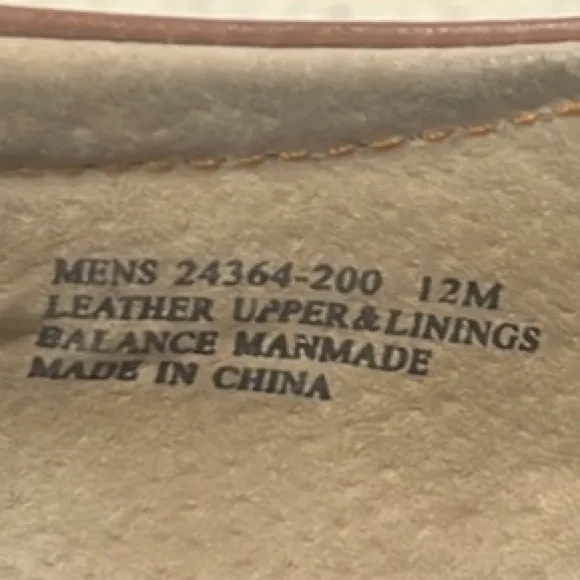 MENS 24364-200 12M
LEATHER UPPER&LININGS
BALANCE MANMADE
MADE IN CHINA